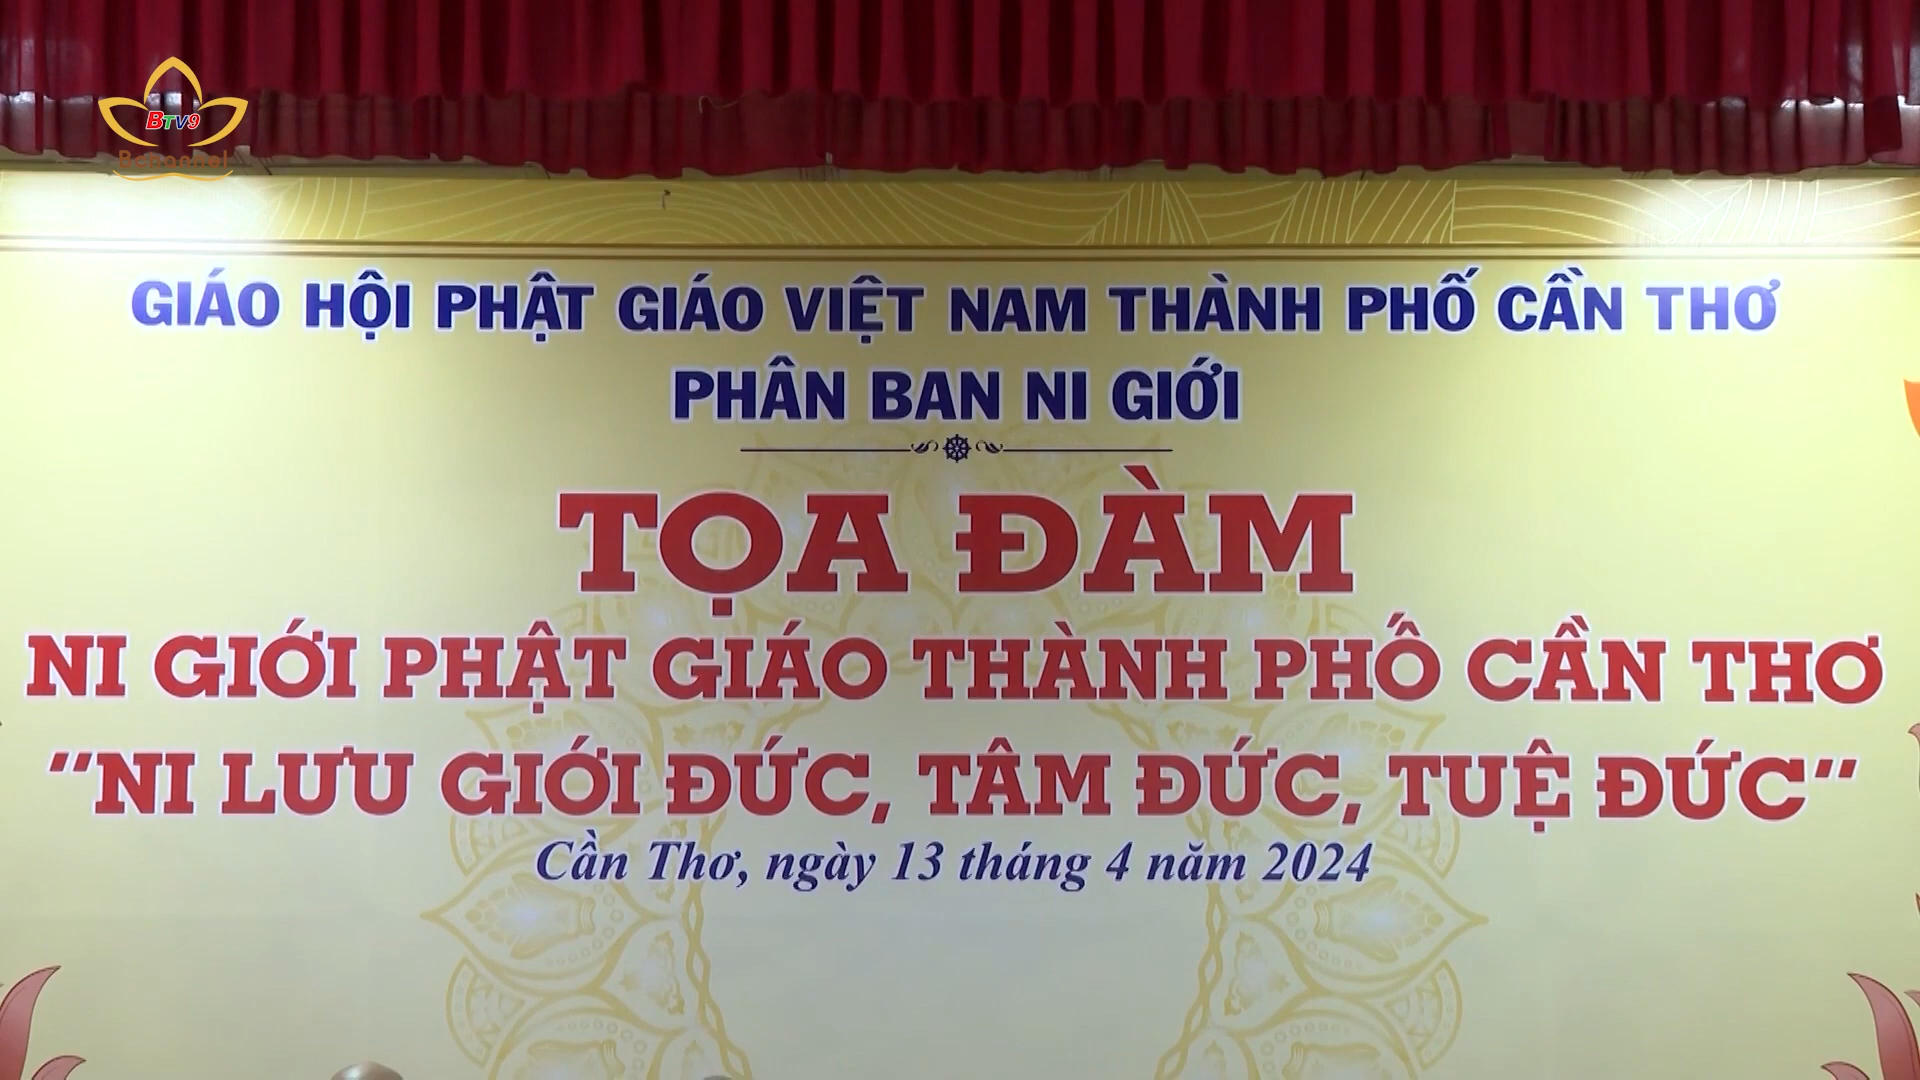 BTV9
Bchannel
GIÁO HỘI PHẬT GIÁO VIỆT NAM THÀNH PHỐ CẦN THƠ
PHÂN BAN NI GIỚI
TỌA ĐÀM
NI GIỚI PHẬT GIÁO THÀNH PHỐ CẦN THƠ
"NI LƯU GIỚI ĐỨC, TÂM ĐỨC, TUỆ ĐỨC"
Cần Thơ, ngày 13 tháng 4 năm 2024